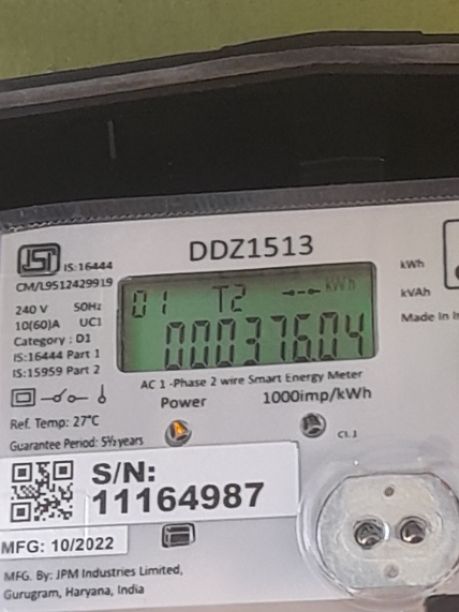 DDZ1513
ISI IS:16444
CM/L9512429919
240 V 50Hz
10(60)A UC1
Category : D1
IS:16444 Part 1
IS:15959 Part 2
Ref. Temp: 27°C
Guarantee Period: 5½ years
01 T2 kWh
00037604
kWh
kVAh
AC 1 -Phase 2 wire Smart Energy Meter
Power 1000imp/kWh
S/N:
11164987
MFG: 10/2022
MFG. By: JPM Industries Limited,
Gurugram, Haryana, India